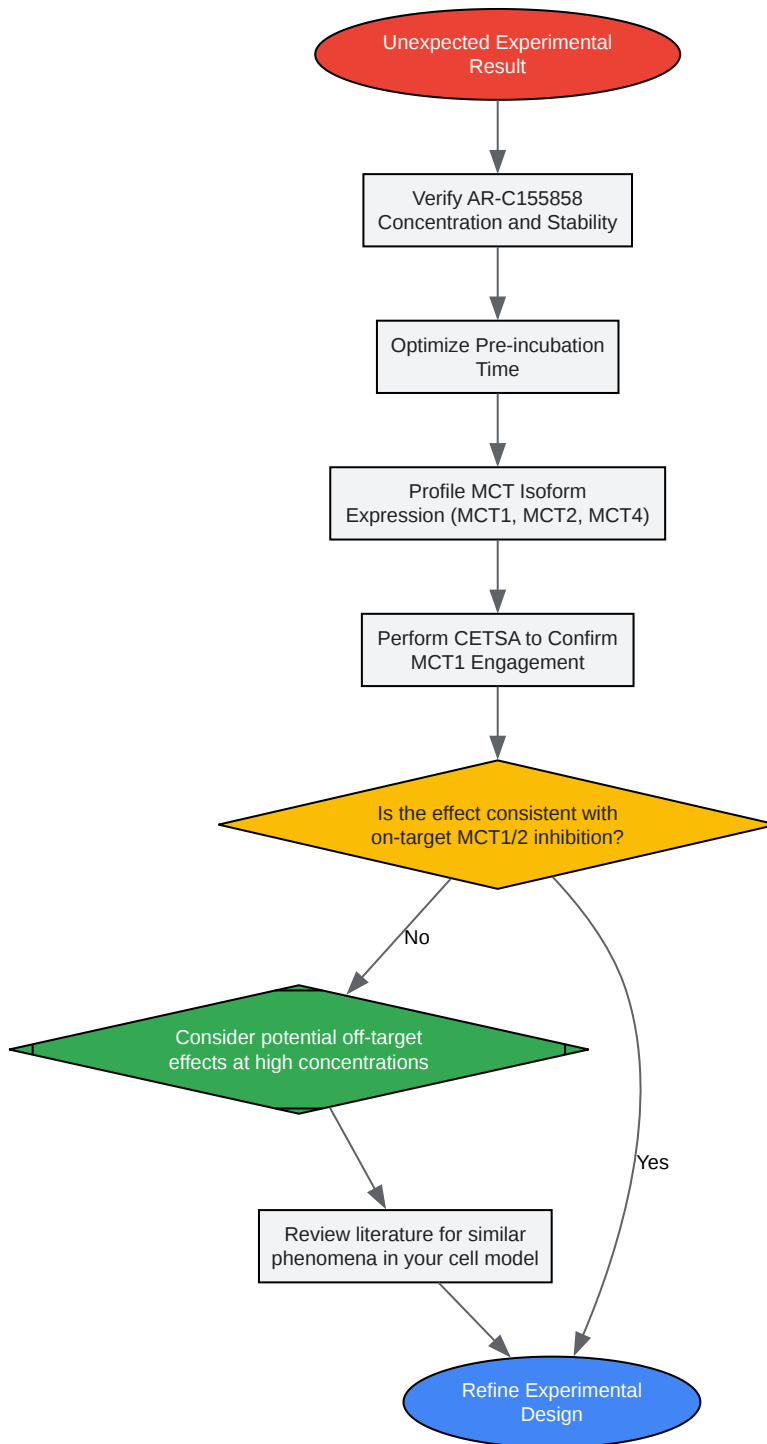 Unexpected Experimental
Result
Verify AR-C155858
Concentration and Stability
Optimize Pre-incubation
Time
Profile MCT Isoform
Expression (MCT1, MCT2, MCT4)
Perform CETSA to Confirm
MCT1 Engagement
Is the effect consistent with
on-target MCT1/2 inhibition?
No
Consider potential off-target
effects at high concentrations
Yes
Review literature for similar
phenomena in your cell model
Refine Experimental
Design